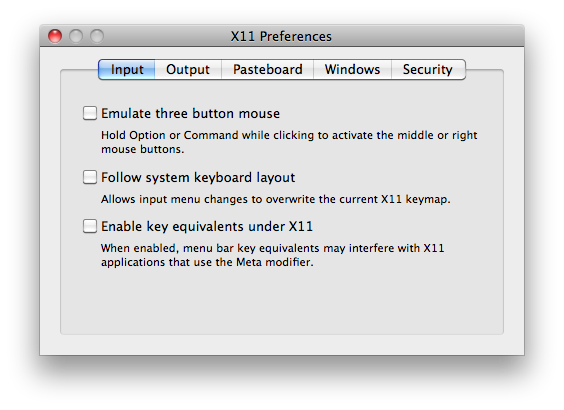 X11 Preferences
Input Output Pasteboard Windows Security
Emulate three button mouse
Hold Option or Command while clicking to activate the middle or right
mouse buttons.
Follow system keyboard layout
Allows input menu changes to overwrite the current X11 keymap.
Enable key equivalents under X11
When enabled, menu bar key equivalents may interfere with X11
applications that use the Meta modifier.